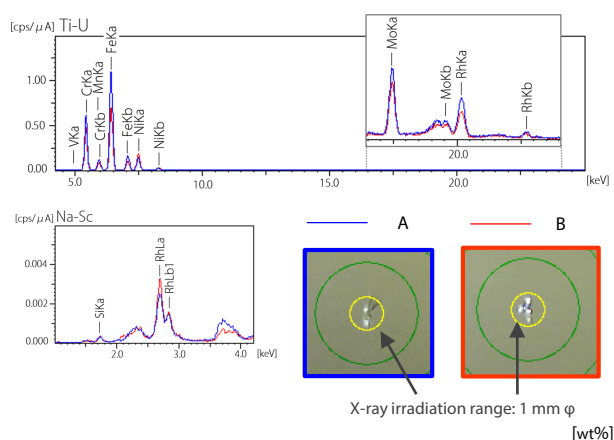 [cps/μA] Ti-U
FeKa
CrKa
MnKa
VKa
CrKb
FeKb
NiKa
NiKb
1.00
0.50
0.00
5.0 10.0 15.0 20.0 [keV]
MoKa
MoKb
RhKa
RhKb
20.0
[cps/μA] Na-Sc
RhLa
RhLb1
SiKa
0.004
0.002
0.000
2.0 3.0 4.0 [keV]
A B
X-ray irradiation range: 1 mm φ
[wt%]